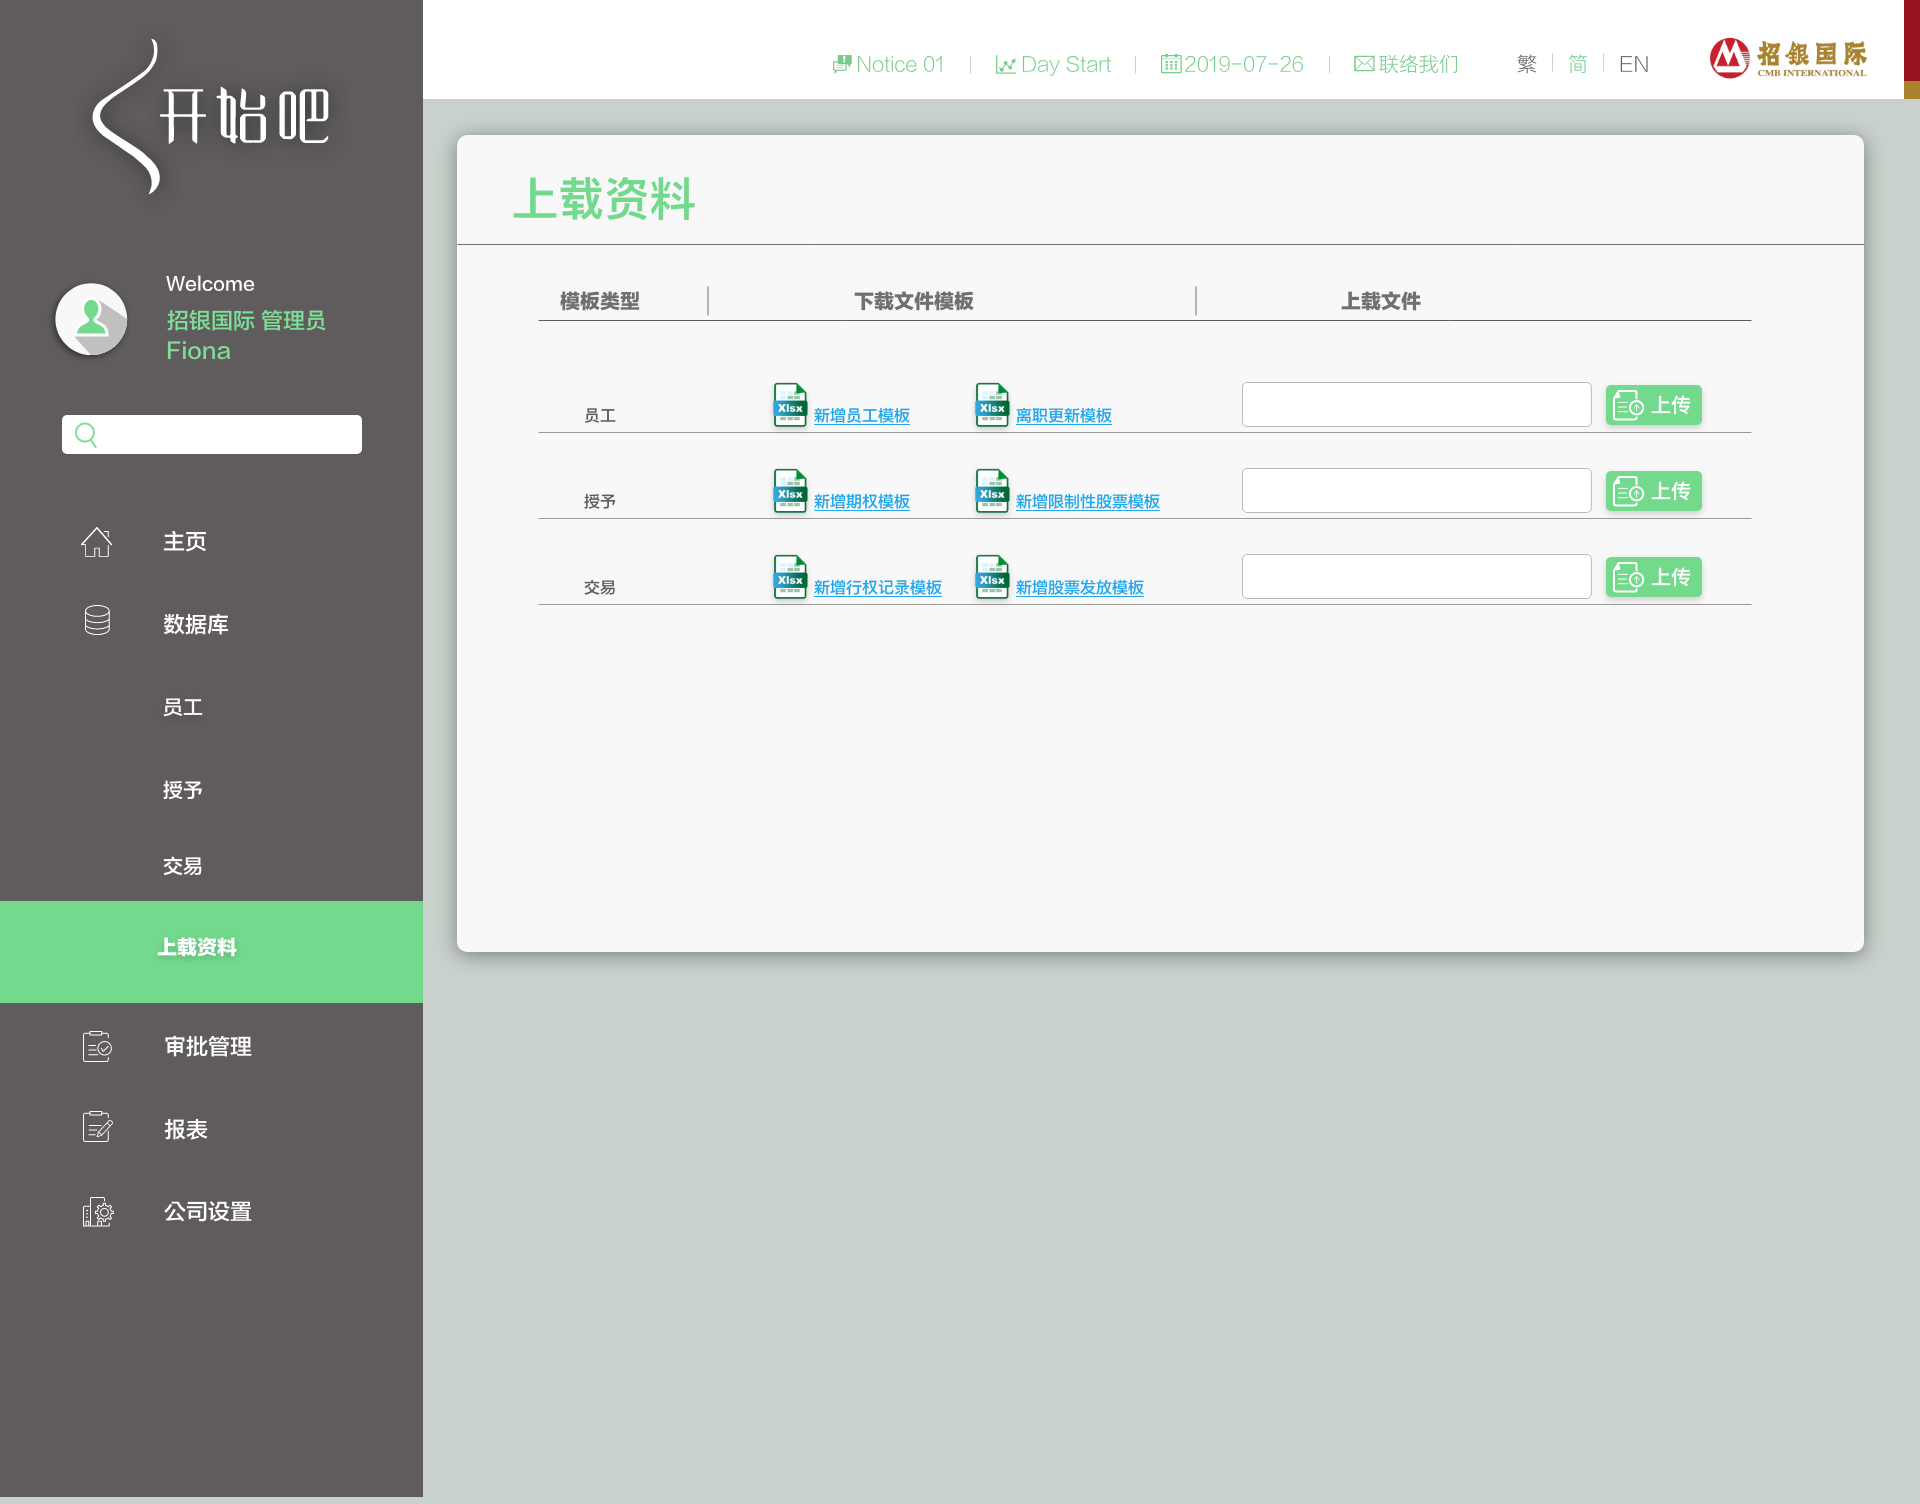 开始吧
Notice 01
Day Start
2019-07-26
联络我们
繁
简
EN
招银国际
CMB INTERNATIONAL
Welcome
招银国际 管理员
Fiona
主页
数据库
员工
授予
交易
上载资料
审批管理
报表
公司设置
上载资料
模板类型 下载文件模板 上载文件
员工 Xlsx 新增员工模板 Xlsx 离职更新模板 上传
授予 Xlsx 新增期权模板 Xlsx 新增限制性股票模板 上传
交易 Xlsx 新增行权记录模板 Xlsx 新增股票发放模板 上传